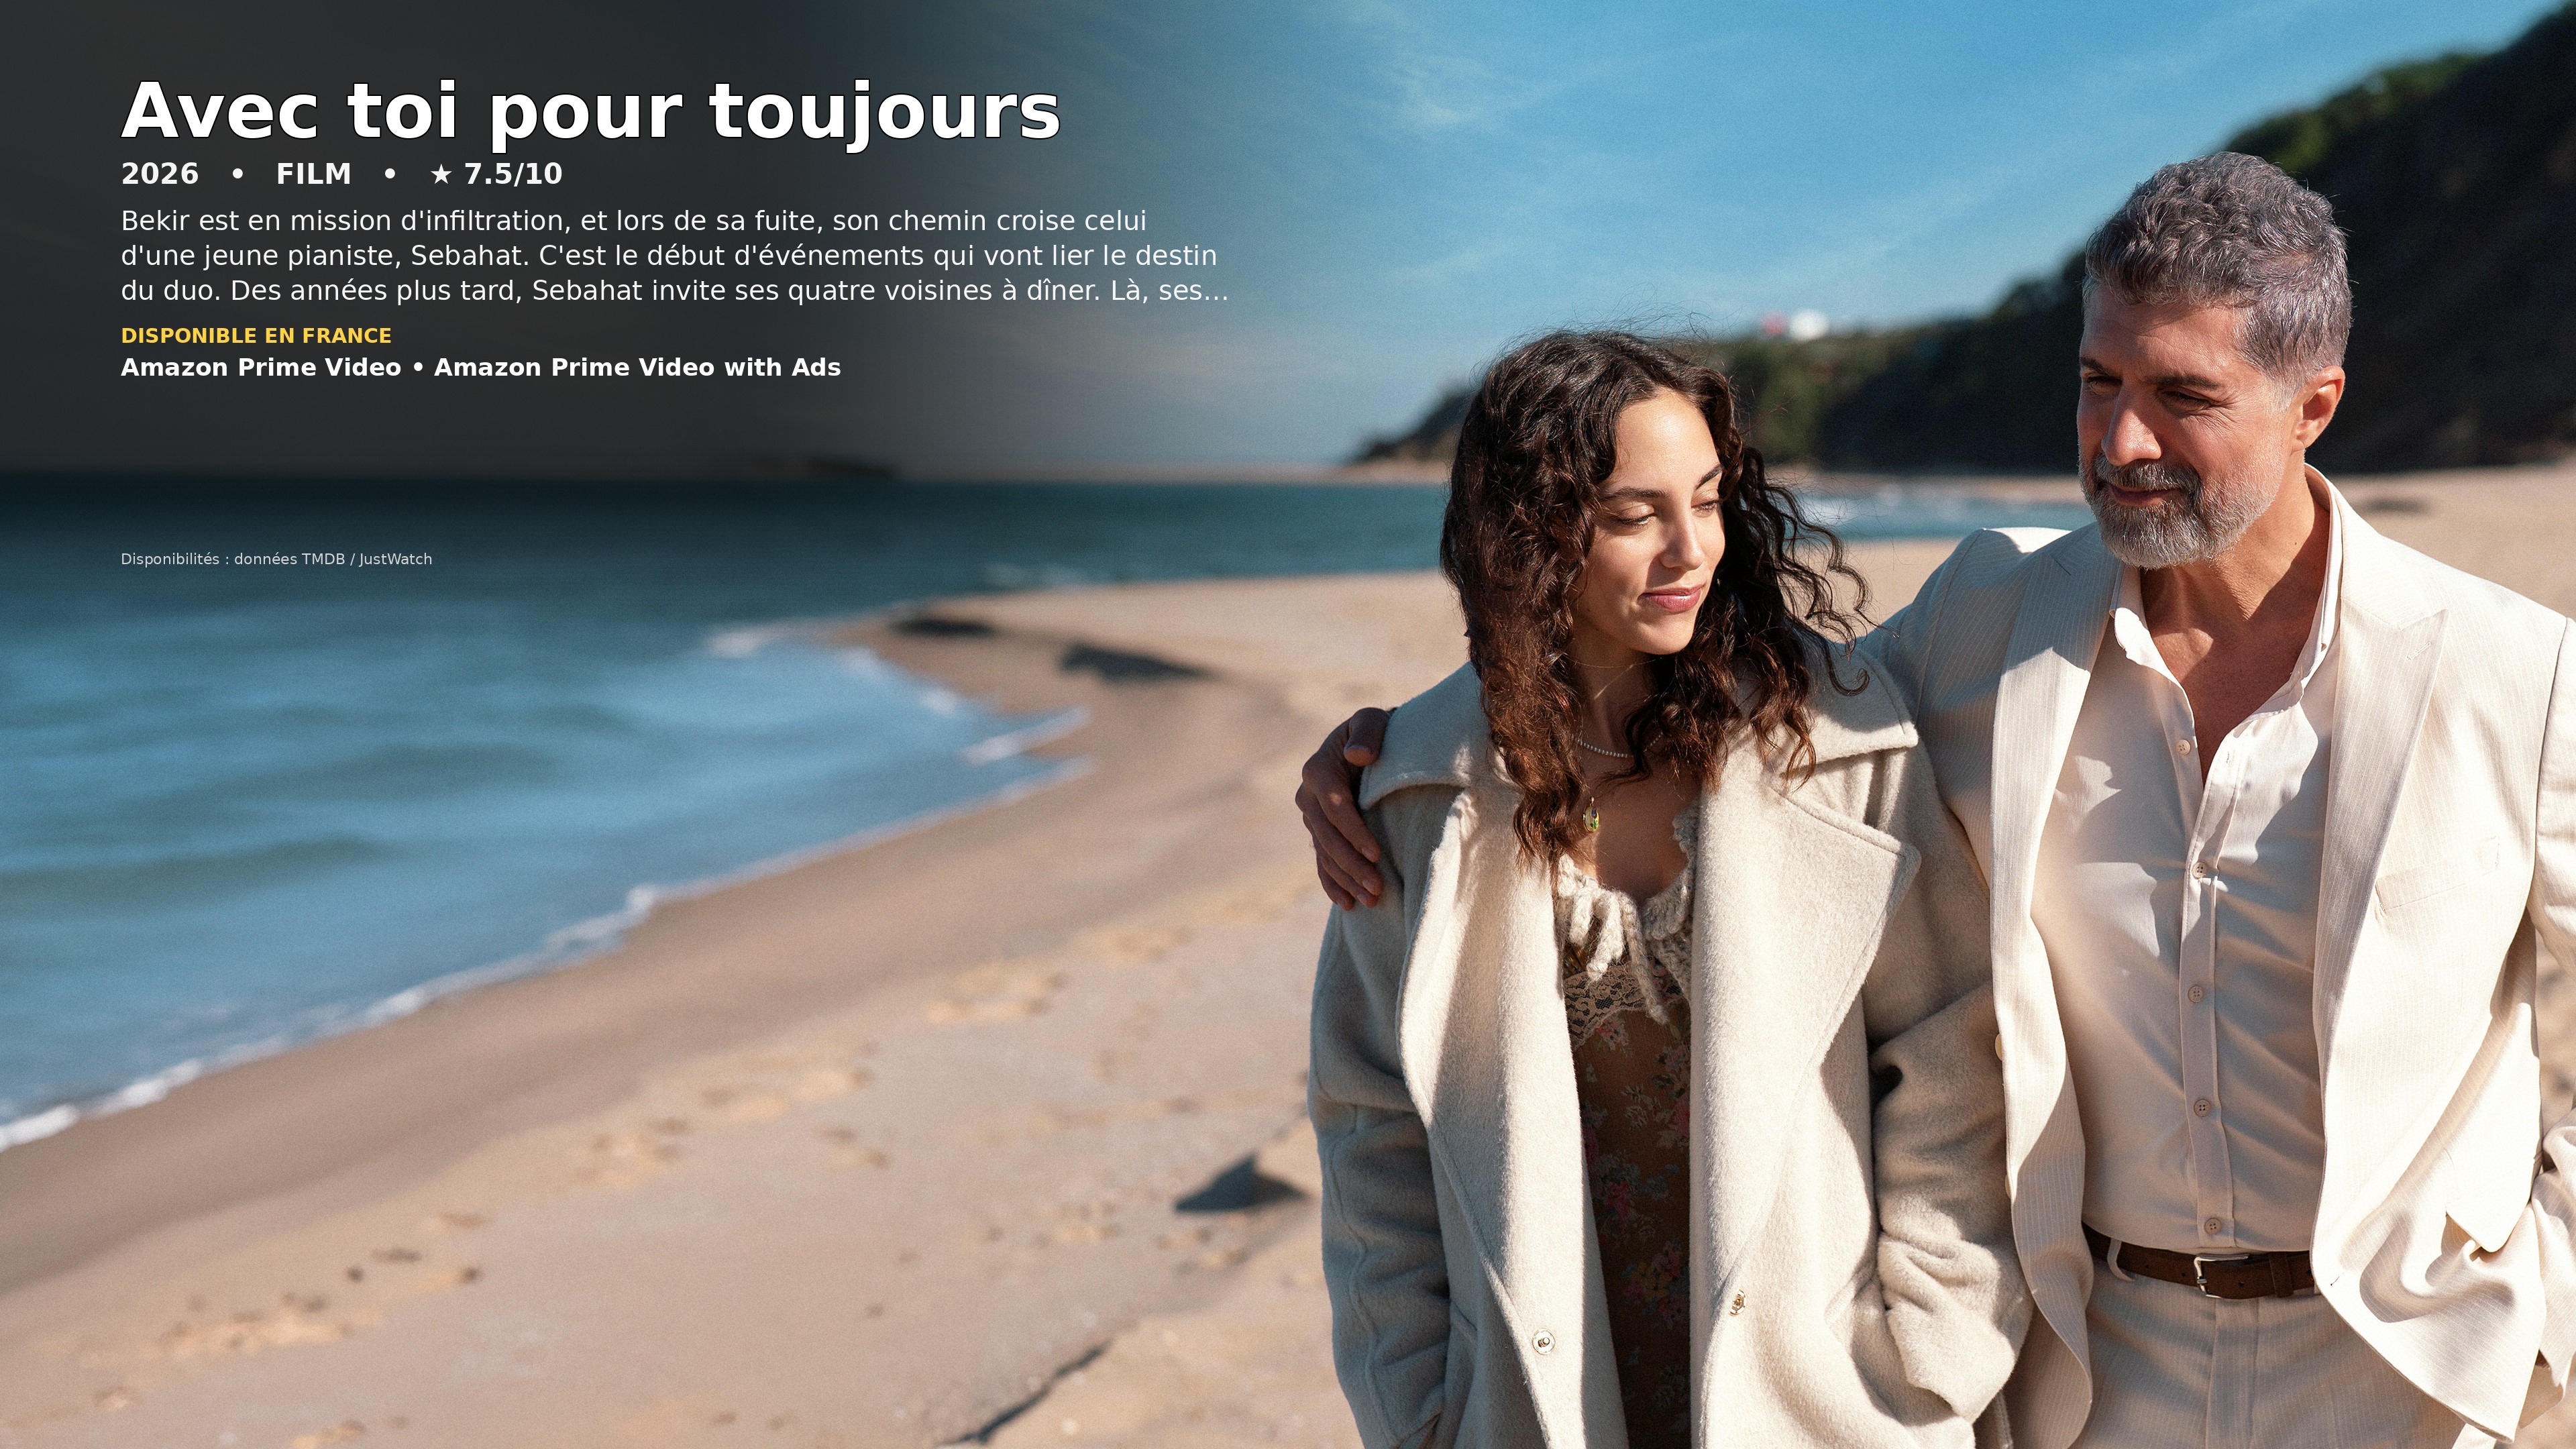 Avec toi pour toujours
2026 • FILM • ★ 7.5/10
Bekir est en mission d'infiltration, et lors de sa fuite, son chemin croise celui
d'une jeune pianiste, Sebahat. C'est le début d'événements qui vont lier le destin
du duo. Des années plus tard, Sebahat invite ses quatre voisines à dîner. Là, ses...
DISPONIBLE EN FRANCE
Amazon Prime Video • Amazon Prime Video with Ads
Disponibilités : données TMDB / JustWatch